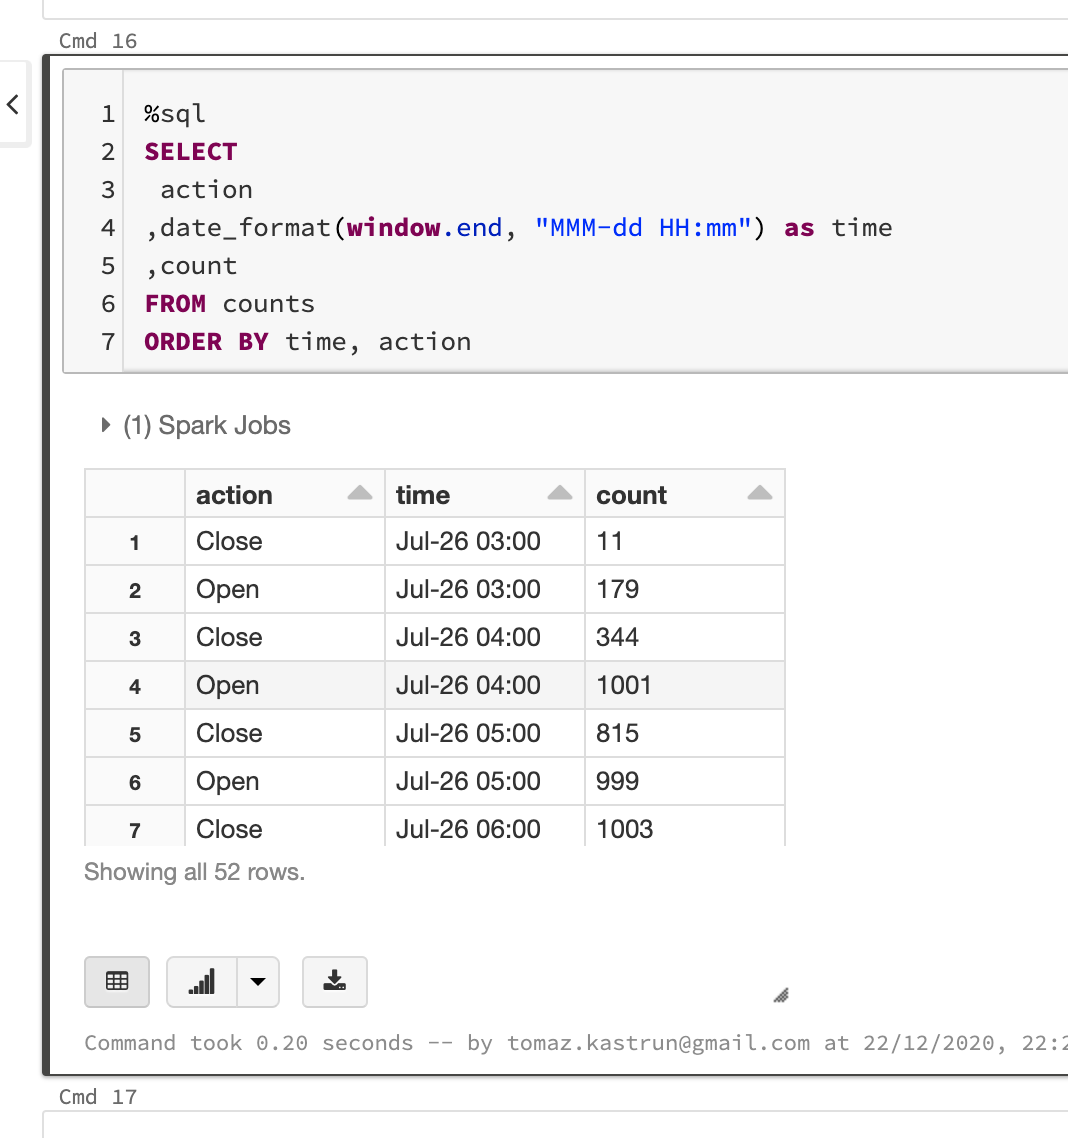 Cmd 16
1 %sql
2 SELECT
3 action
4 ,date_format(window.end, "MMM-dd HH:mm") as time
5 ,count
6 FROM counts
7 ORDER BY time, action
(1) Spark Jobs
action time count
1 Close Jul-26 03:00 11
2 Open Jul-26 03:00 179
3 Close Jul-26 04:00 344
4 Open Jul-26 04:00 1001
5 Close Jul-26 05:00 815
6 Open Jul-26 05:00 999
7 Close Jul-26 06:00 1003
Showing all 52 rows.
Command took 0.20 seconds -- by tomaz.kastrun@gmail.com at 22/12/2020, 22:2
Cmd 17